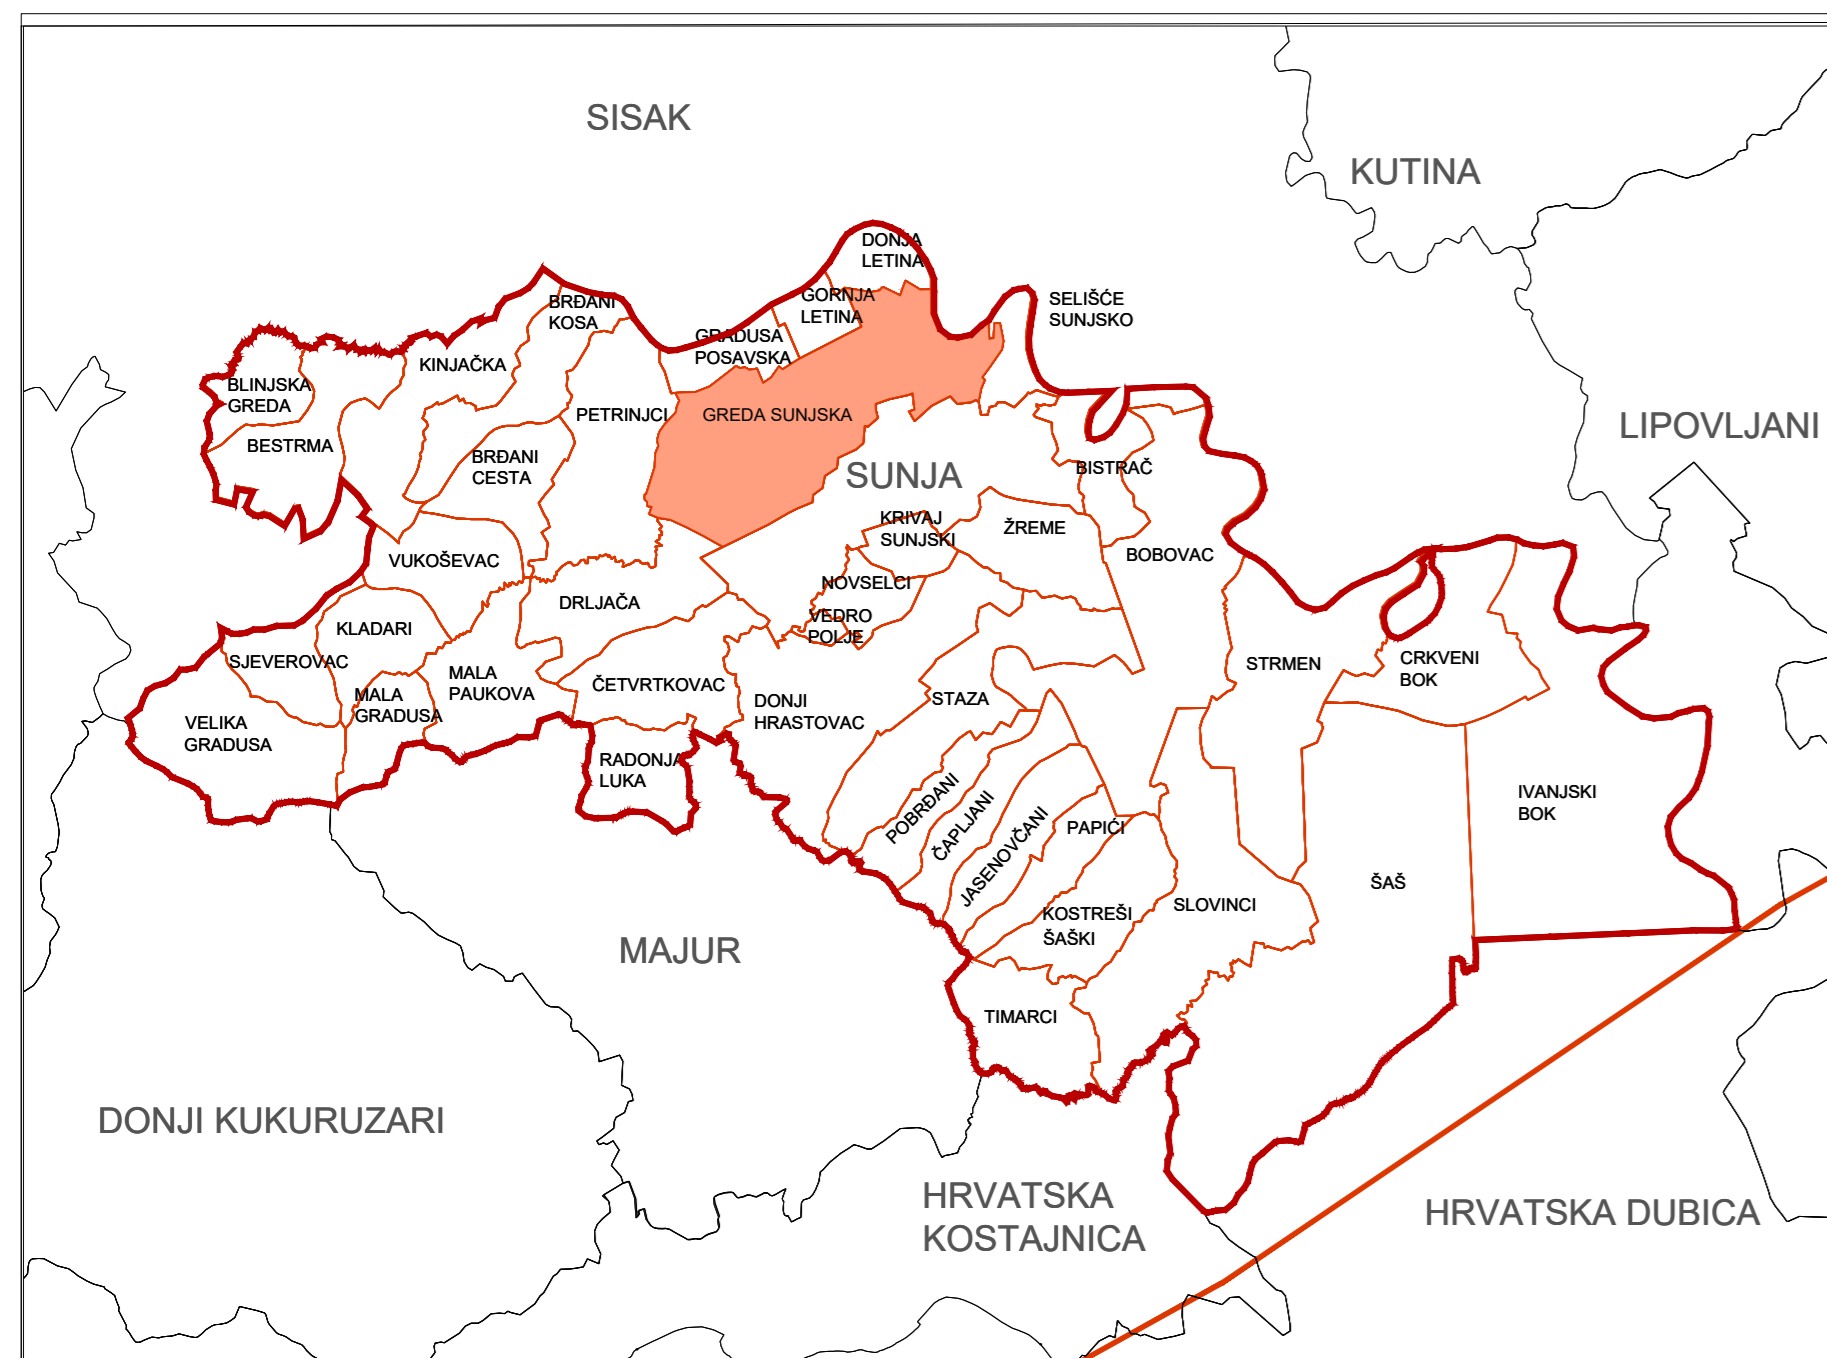 SISAK
KUTINA
DONJA
LETINA
SELIŠĆE
SUNJSKO
BRĐANI
KOSA
GORNJA
LETINA
GRADUSA
POSAVSKA
KINJAČKA
BLINJSKA
GREDA
PETRINJCI
GREDA SUNJSKA
LIPOVLJANI
BESTRMA
BRĐANI
CESTA
SUNJA
BISTRAČ
KRIVAJ
SUNJSKI
ŽREME
BOBOVAC
VUKOŠEVAC
NOVSELCI
DRLJAČA
VEDRO
POLJE
KLADARI
SJEVEROVAC
MALA
PAUKOVA
ČETVRTKOVAC
STRMEN
CRKVENI
BOK
MALA
GRADUSA
DONJI
HRASTOVAC
STAZA
VELIKA
GRADUSA
RADONJA
LUKA
IVANJSKI
BOK
POBRĐANI
ČAPLJANI
JASENOVČANI
PAPIĆI
ŠAŠ
KOSTREŠI
ŠAŠKI
SLOVINCI
MAJUR
TIMARCI
DONJI KUKURUZARI
HRVATSKA
KOSTAJNICA
HRVATSKA DUBICA